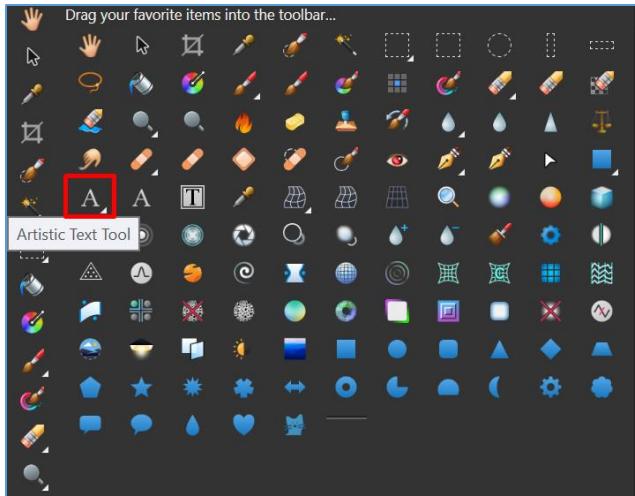 Drag your favorite items into the toolbar...
A A T
Artistic Text Tool